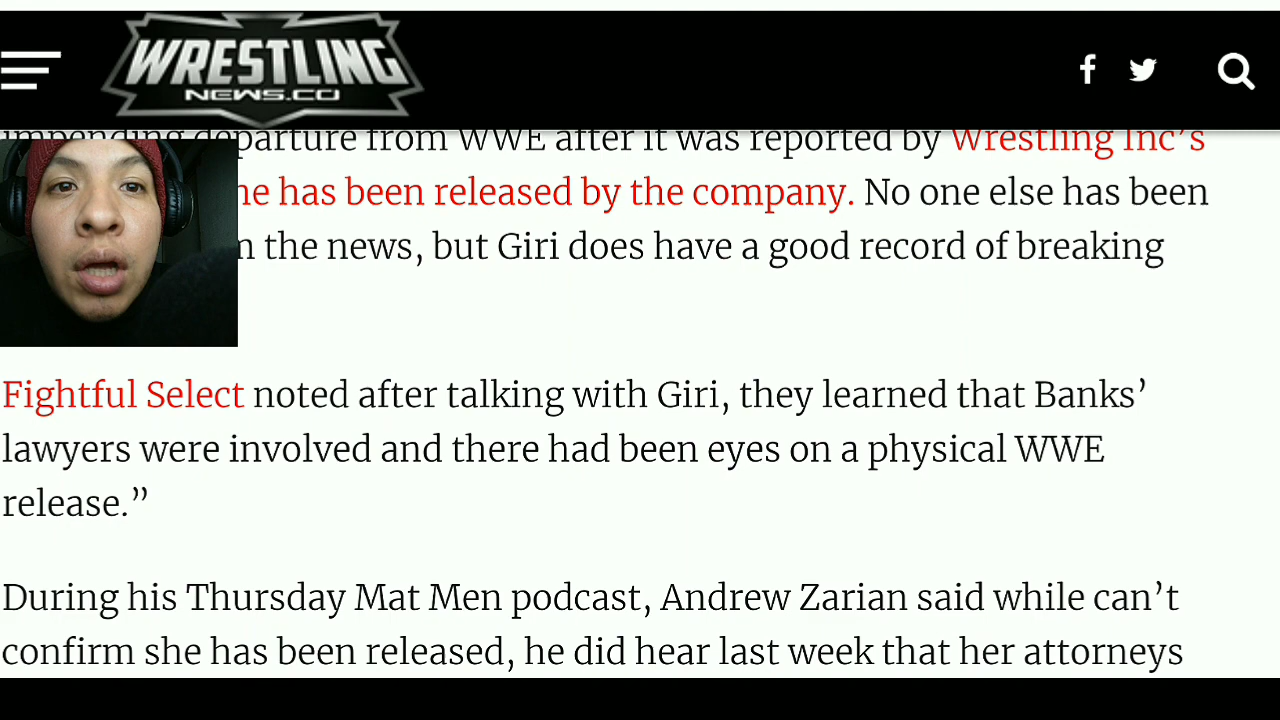 WRESTLING
NEWS.CO
impending departure from WWE after it was reported by Wrestling Inc's
he has been released by the company. No one else has been
the news, but Giri does have a good record of breaking
Fightful Select noted after talking with Giri, they learned that Banks'
lawyers were involved and there had been eyes on a physical WWE
release.”
During his Thursday Mat Men podcast, Andrew Zarian said while can’t
confirm she has been released, he did hear last week that her attorneys